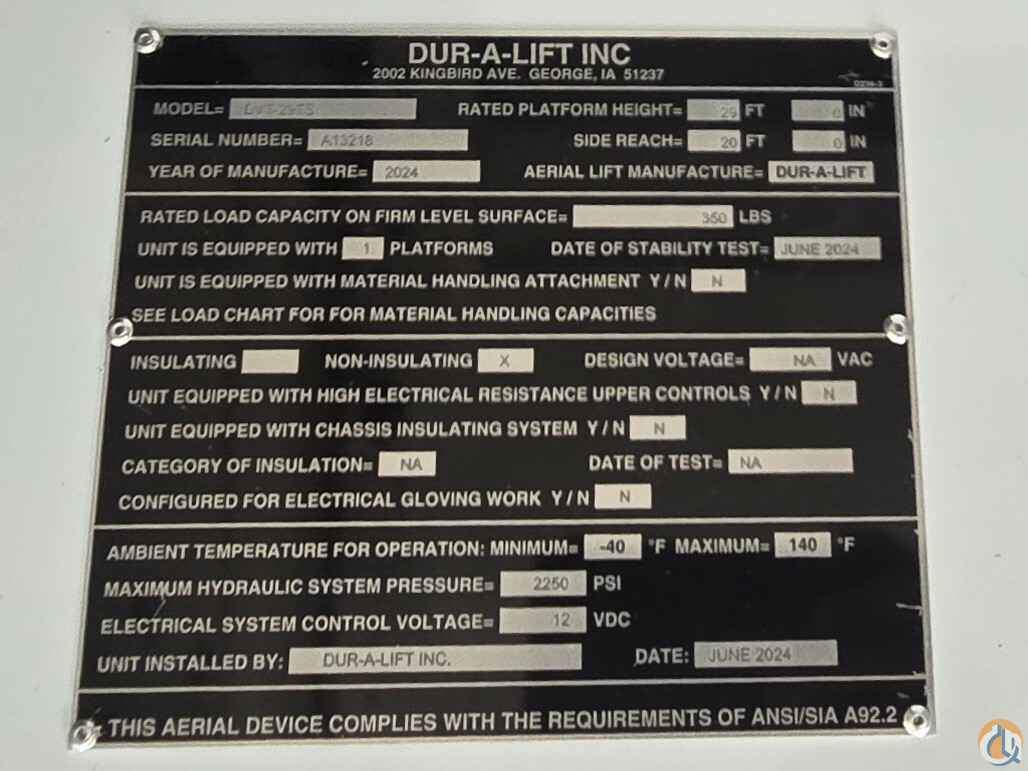 DUR-A-LIFT INC
2002 KINGBIRD AVE. GEORGE, IA 51237
MODEL= RATED PLATFORM HEIGHT= 29 FT 0 IN
SERIAL NUMBER= A13218 SIDE REACH= 20 FT 0 IN
YEAR OF MANUFACTURE= 2024 AERIAL LIFT MANUFACTURE= DUR-A-LIFT
RATED LOAD CAPACITY ON FIRM LEVEL SURFACE= 350 LBS
UNIT IS EQUIPPED WITH 1 PLATFORMS DATE OF STABILITY TEST= JUNE 2024
UNIT IS EQUIPPED WITH MATERIAL HANDLING ATTACHMENT Y / N N
SEE LOAD CHART FOR FOR MATERIAL HANDLING CAPACITIES
INSULATING NON-INSULATING X DESIGN VOLTAGE= NA VAC
UNIT EQUIPPED WITH HIGH ELECTRICAL RESISTANCE UPPER CONTROLS Y / N N
UNIT EQUIPPED WITH CHASSIS INSULATING SYSTEM Y / N N
CATEGORY OF INSULATION= NA DATE OF TEST= NA
CONFIGURED FOR ELECTRICAL GLOVING WORK Y / N N
AMBIENT TEMPERATURE FOR OPERATION: MINIMUM= -40 °F MAXIMUM= 140 °F
MAXIMUM HYDRAULIC SYSTEM PRESSURE= 2250 PSI
ELECTRICAL SYSTEM CONTROL VOLTAGE= 12 VDC
UNIT INSTALLED BY: DUR-A-LIFT INC. DATE: JUNE 2024
THIS AERIAL DEVICE COMPLIES WITH THE REQUIREMENTS OF ANSI/SIA A92.2